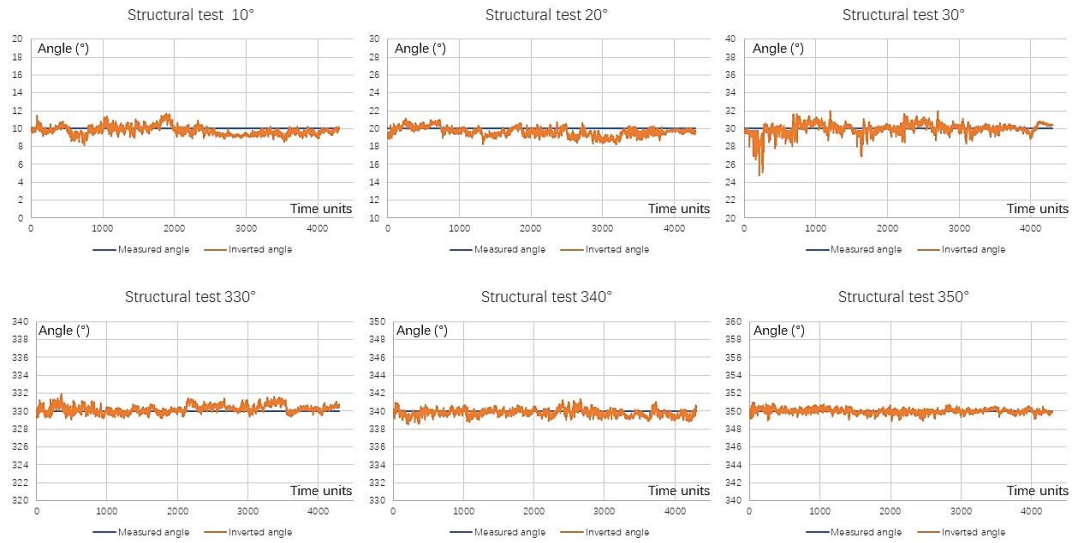 Structural test 10°
20
Angle (°)
18
16
14
12
10
8
6
4
2
Time units
0
0 1000 2000 3000 4000
Measured angle Inverted angle
Structural test 20°
30
Angle (°)
28
26
24
22
20
18
16
14
12
Time units
10
0 1000 2000 3000 4000
Measured angle Inverted angle
Structural test 30°
40
Angle (°)
38
36
34
32
30
28
26
24
22
Time units
20
0 1000 2000 3000 4000
Measured angle Inverted angle
Structural test 330°
340
Angle (°)
338
336
334
332
330
328
326
324
322
Time units
320
0 1000 2000 3000 4000
Measured angle Inverted angle
Structural test 340°
350
Angle (°)
348
346
344
342
340
338
336
334
332
Time units
330
0 1000 2000 3000 4000
Measured angle Inverted angle
Structural test 350°
360
Angle (°)
358
356
354
352
350
348
346
344
342
Time units
340
0 1000 2000 3000 4000
Measured angle Inverted angle